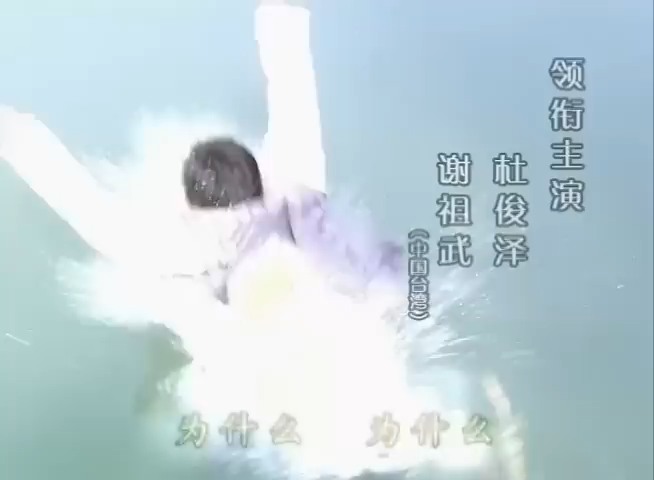 领衔主演
杜俊泽
谢祖武
《中国台湾》
为什么 为什么